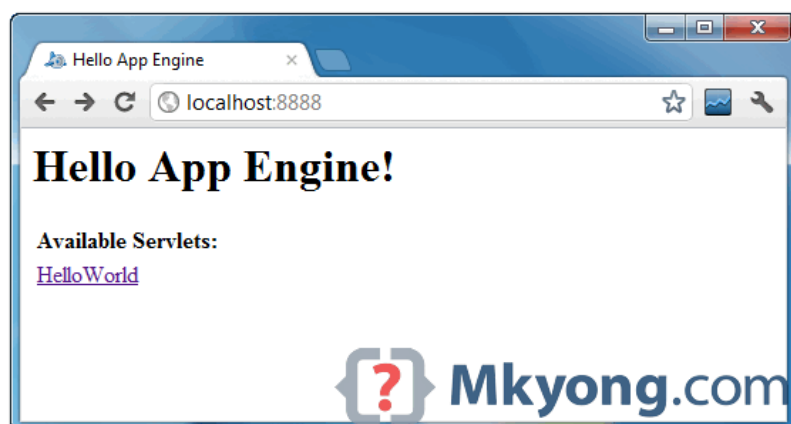 Hello App Engine
localhost:8888
Hello App Engine!
Available Servlets:
HelloWorld
{?} Mkyong.com